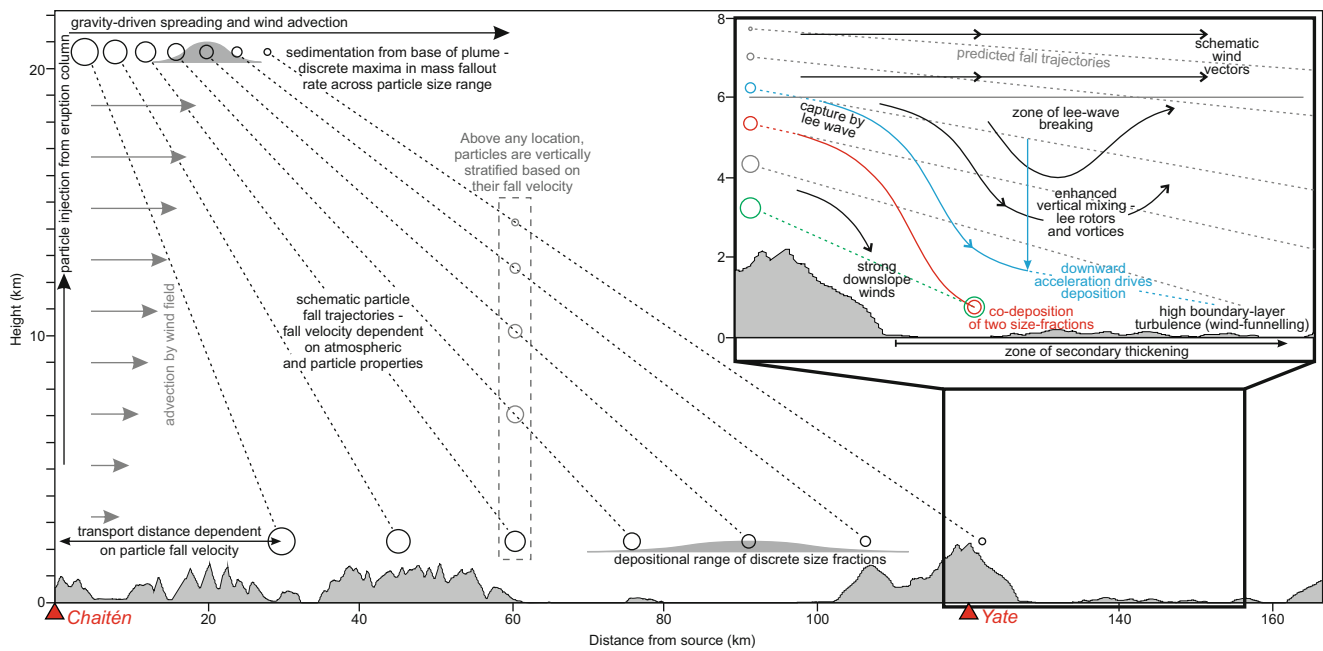 gravity-driven spreading and wind advection
sedimentation from base of plume -
discrete maxima in mass fallout
rate across particle size range
particle injection from eruption column
Height (km)
20
10
0
advection by wind field
Above any location,
particles are vertically
stratified based on
their fall velocity
schematic particle
fall trajectories -
fall velocity dependent
on atmospheric
and particle properties
transport distance dependent
on particle fall velocity
depositional range of discrete size fractions
Chaitén
20
40
60
80
100
Yate
140
160
Distance from source (km)
8
6
4
2
0
schematic
wind
vectors
predicted fall trajectories
capture by
lee wave
zone of lee-wave
breaking
enhanced
vertical mixing -
lee rotors
and vortices
strong
downslope
winds
downward
acceleration drives
deposition
co-deposition
of two size-fractions
high boundary-layer
turbulence (wind-funnelling)
zone of secondary thickening